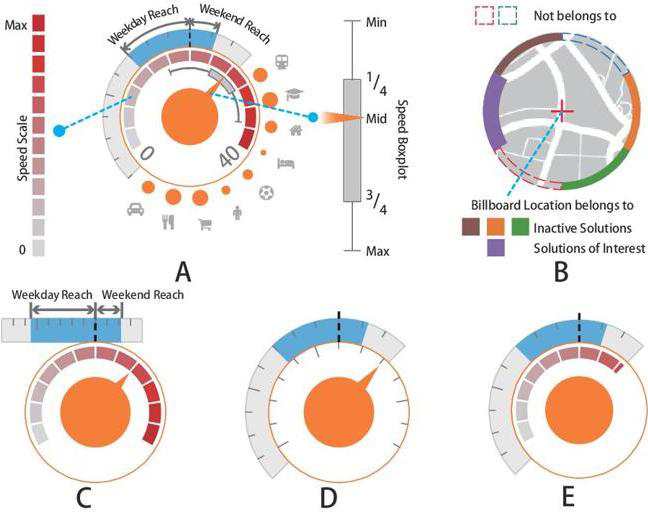 Max
Speed Scale
0
Weekday Reach
Weekend Reach
0
40
A
Min
1/4
Mid
3/4
Max
Speed Boxplot
Not belongs to
Billboard Location belongs to
Inactive Solutions
Solutions of Interest
B
Weekday Reach Weekend Reach
C
D
E